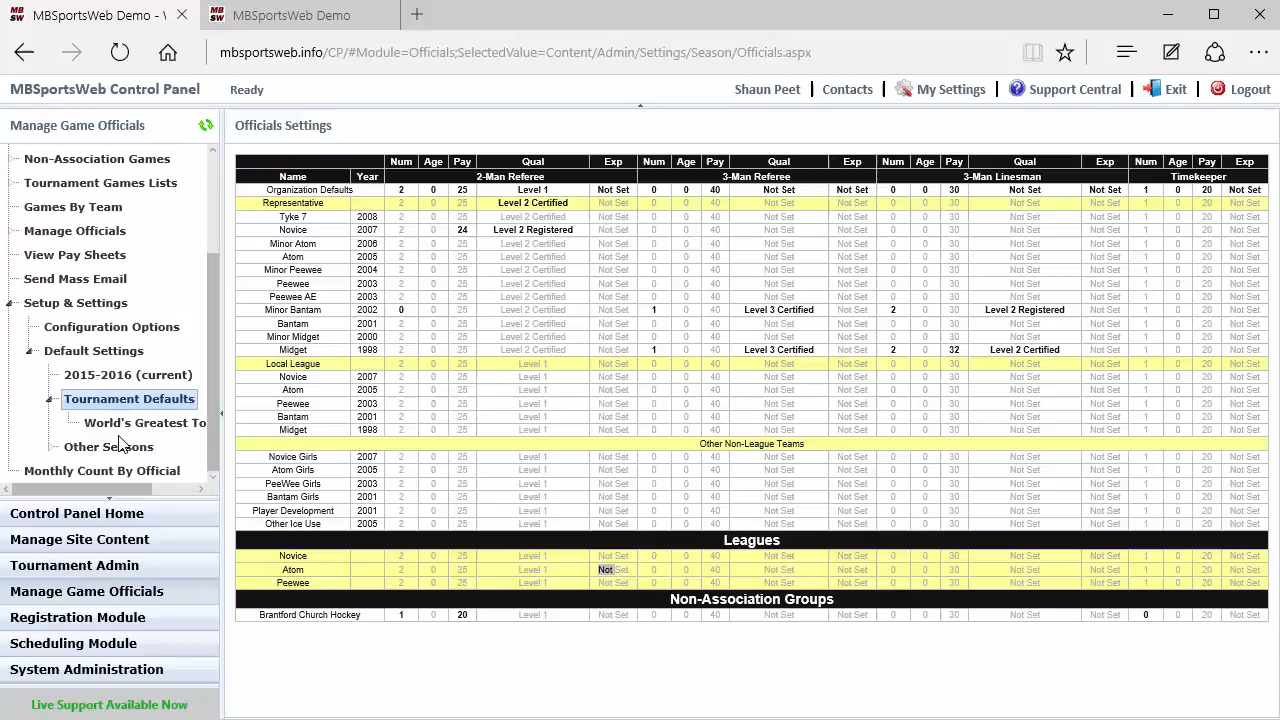 MB
SW
MBSportsWeb Demo - V
MB
SW
MBSportsWeb Demo
mbsportsweb.info/CP/#Module=Officials;SelectedValue=Content/Admin/Settings/Season/Officials.aspx
MBSportsWeb Control Panel
Ready
Shaun Peet
Contacts
My Settings
Support Central
Exit
Logout
Manage Game Officials
Non-Association Games
Tournament Games Lists
Games By Team
Manage Officials
View Pay Sheets
Send Mass Email
Setup & Settings
Configuration Options
Default Settings
2015-2016 (current)
Tournament Defaults
World's Greatest To
Other Seasons
Monthly Count By Official
Control Panel Home
Manage Site Content
Tournament Admin
Manage Game Officials
Registration Module
Scheduling Module
System Administration
Live Support Available Now
Officials Settings
Num Age Pay Qual Exp Num Age Pay Qual Exp Num Age Pay Qual Exp Num Age Pay Qual Exp
Name Year 2-Man Referee 3-Man Referee 3-Man Linesman Timekeeper
Organization Defaults 2 0 25 Level 1 Not Set 0 0 40 Not Set Not Set 0 0 30 Not Set Not Set 1 0 20 Not Set
Representative 2 0 25 Level 2 Certified Not Set 0 0 40 Not Set Not Set 0 0 30 Not Set Not Set 1 0 20 Not Set
Tyke 7 2008 2 0 25 Level 2 Certified Not Set 0 0 40 Not Set Not Set 0 0 30 Not Set Not Set 1 0 20 Not Set
Novice 2007 2 0 24 Level 2 Registered Not Set 0 0 40 Not Set Not Set 0 0 30 Not Set Not Set 1 0 20 Not Set
Minor Atom 2006 2 0 25 Level 2 Certified Not Set 0 0 40 Not Set Not Set 0 0 30 Not Set Not Set 1 0 20 Not Set
Atom 2005 2 0 25 Level 2 Certified Not Set 0 0 40 Not Set Not Set 0 0 30 Not Set Not Set 1 0 20 Not Set
Minor Peewee 2004 2 0 25 Level 2 Certified Not Set 0 0 40 Not Set Not Set 0 0 30 Not Set Not Set 1 0 20 Not Set
Peewee 2003 2 0 25 Level 2 Certified Not Set 0 0 40 Not Set Not Set 0 0 30 Not Set Not Set 1 0 20 Not Set
Peewee AE 2003 2 0 25 Level 2 Certified Not Set 0 0 40 Not Set Not Set 0 0 30 Not Set Not Set 1 0 20 Not Set
Minor Bantam 2002 0 0 25 Level 2 Certified Not Set 1 0 40 Level 3 Certified Not Set 2 0 30 Level 2 Registered Not Set 1 0 20 Not Set
Bantam 2001 2 0 25 Level 2 Certified Not Set 0 0 40 Not Set Not Set 0 0 30 Not Set Not Set 1 0 20 Not Set
Minor Midget 2000 2 0 25 Level 2 Certified Not Set 0 0 40 Not Set Not Set 0 0 30 Not Set Not Set 1 0 20 Not Set
Midget 1998 2 0 25 Level 2 Certified Not Set 1 0 40 Level 3 Certified Not Set 2 0 32 Level 2 Certified Not Set 1 0 20 Not Set
Local League 2 0 25 Level 1 Not Set 0 0 40 Not Set Not Set 0 0 30 Not Set Not Set 1 0 20 Not Set
Novice 2007 2 0 25 Level 1 Not Set 0 0 40 Not Set Not Set 0 0 30 Not Set Not Set 1 0 20 Not Set
Atom 2005 2 0 25 Level 1 Not Set 0 0 40 Not Set Not Set 0 0 30 Not Set Not Set 1 0 20 Not Set
Peewee 2003 2 0 25 Level 1 Not Set 0 0 40 Not Set Not Set 0 0 30 Not Set Not Set 1 0 20 Not Set
Bantam 2001 2 0 25 Level 1 Not Set 0 0 40 Not Set Not Set 0 0 30 Not Set Not Set 1 0 20 Not Set
Midget 1998 2 0 25 Level 1 Not Set 0 0 40 Not Set Not Set 0 0 30 Not Set Not Set 1 0 20 Not Set
Other Non-League Teams
Novice Girls 2007 2 0 25 Level 1 Not Set 0 0 40 Not Set Not Set 0 0 30 Not Set Not Set 1 0 20 Not Set
Atom Girls 2005 2 0 25 Level 1 Not Set 0 0 40 Not Set Not Set 0 0 30 Not Set Not Set 1 0 20 Not Set
PeeWee Girls 2003 2 0 25 Level 1 Not Set 0 0 40 Not Set Not Set 0 0 30 Not Set Not Set 1 0 20 Not Set
Bantam Girls 2001 2 0 25 Level 1 Not Set 0 0 40 Not Set Not Set 0 0 30 Not Set Not Set 1 0 20 Not Set
Player Development 2001 2 0 25 Level 1 Not Set 0 0 40 Not Set Not Set 0 0 30 Not Set Not Set 1 0 20 Not Set
Other Ice Use 2005 2 0 25 Level 1 Not Set 0 0 40 Not Set Not Set 0 0 30 Not Set Not Set 1 0 20 Not Set
Leagues
Novice 2 0 25 Level 1 Not Set 0 0 40 Not Set Not Set 0 0 30 Not Set Not Set 1 0 20 Not Set
Atom 2 0 25 Level 1 Not Set 0 0 40 Not Set Not Set 0 0 30 Not Set Not Set 1 0 20 Not Set
Peewee 2 0 25 Level 1 Not Set 0 0 40 Not Set Not Set 0 0 30 Not Set Not Set 1 0 20 Not Set
Non-Association Groups
Brantford Church Hockey 1 0 20 Level 1 Not Set 0 0 40 Not Set Not Set 0 0 30 Not Set Not Set 0 0 20 Not Set